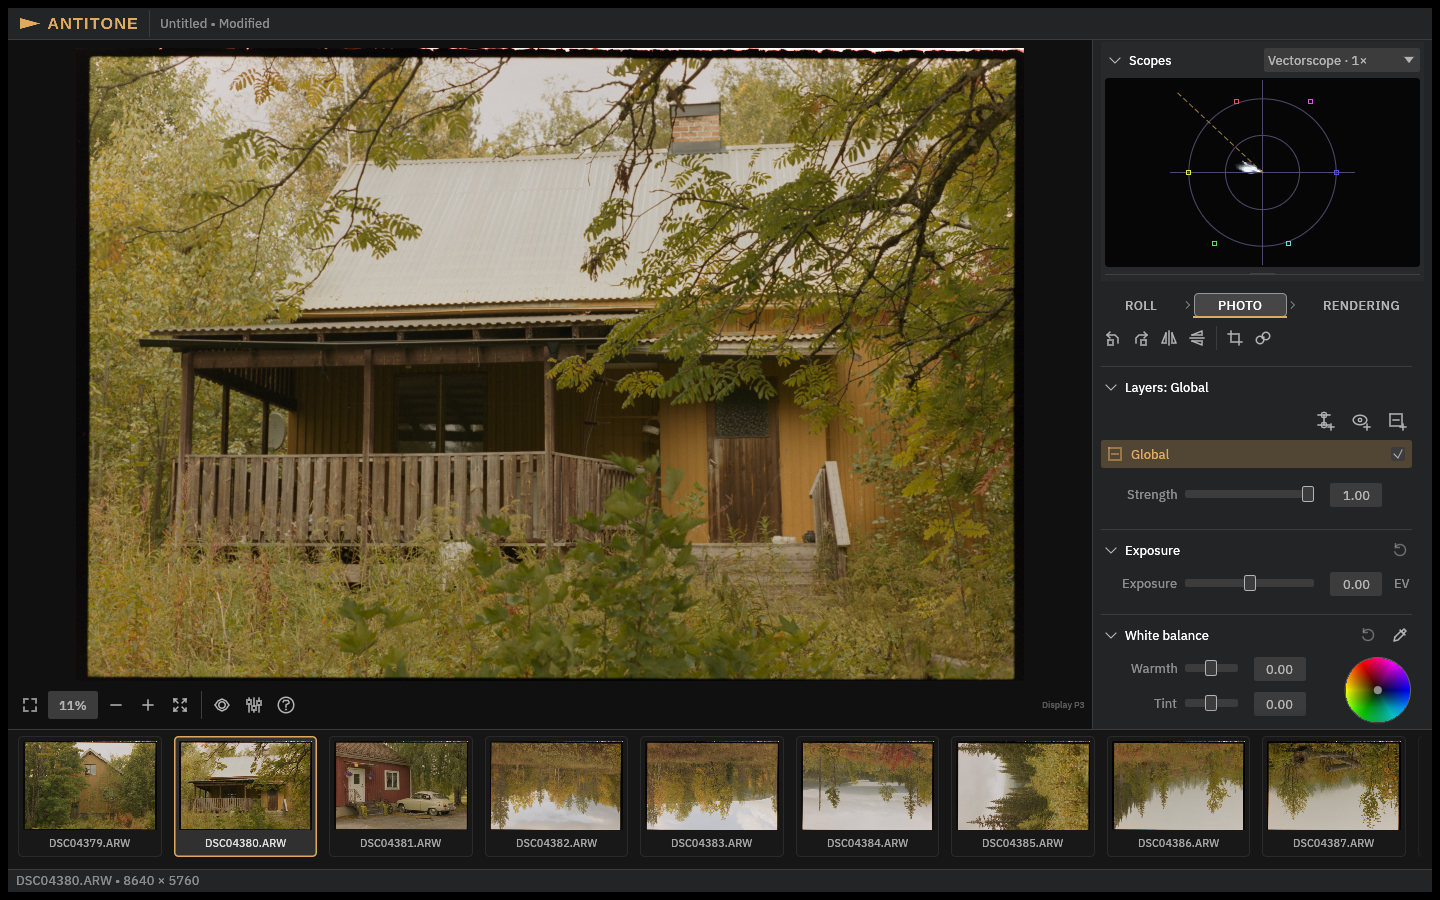 ANTITONE
Untitled • Modified
Scopes
Vectorscope · 1×
ROLL
PHOTO
RENDERING
Layers: Global
Global
Strength
1.00
Exposure
Exposure
0.00
EV
White balance
Warmth
0.00
Tint
0.00
11%
Display P3
DSC04379.ARW
DSC04380.ARW
DSC04381.ARW
DSC04382.ARW
DSC04383.ARW
DSC04384.ARW
DSC04385.ARW
DSC04386.ARW
DSC04387.ARW
DSC04380.ARW • 8640 × 5760